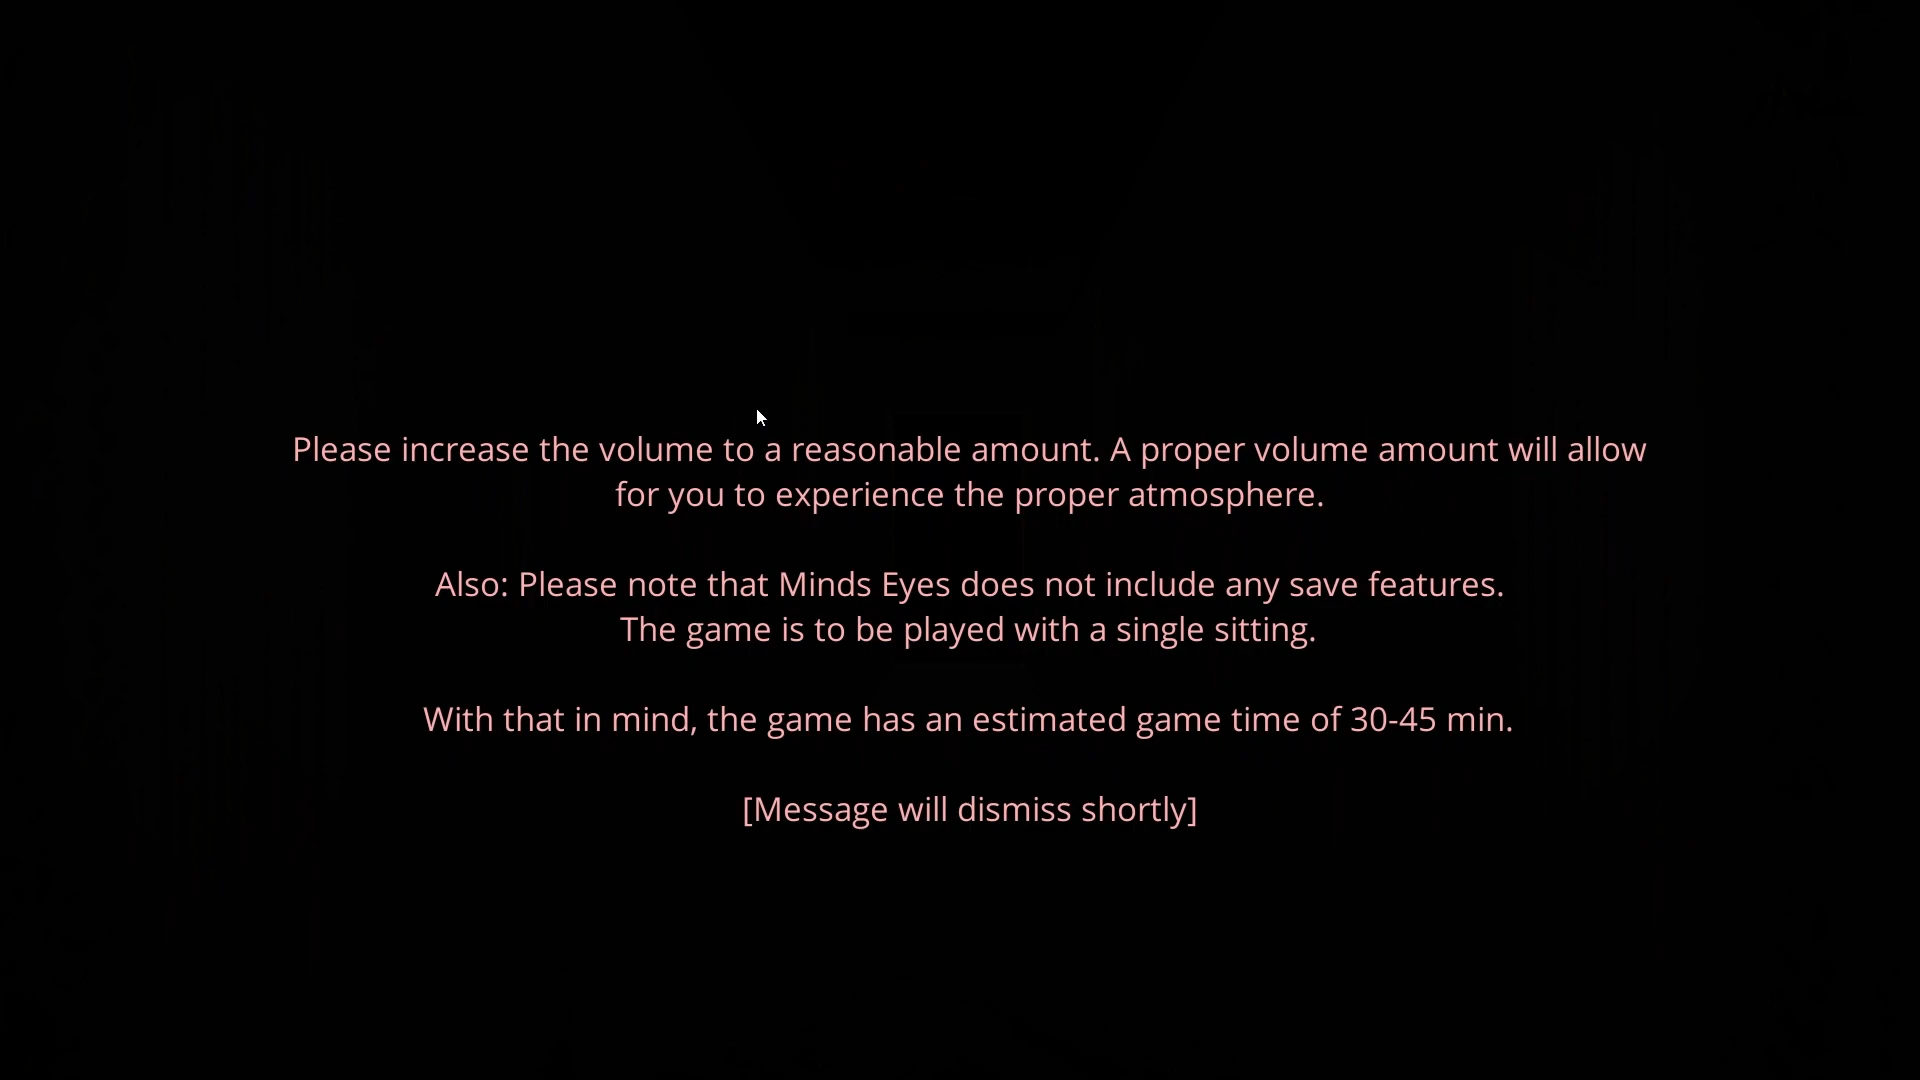 Please increase the volume to a reasonable amount. A proper volume amount will allow
for you to experience the proper atmosphere.
Also: Please note that Minds Eyes does not include any save features.
The game is to be played with a single sitting.
With that in mind, the game has an estimated game time of 30-45 min.
[Message will dismiss shortly]